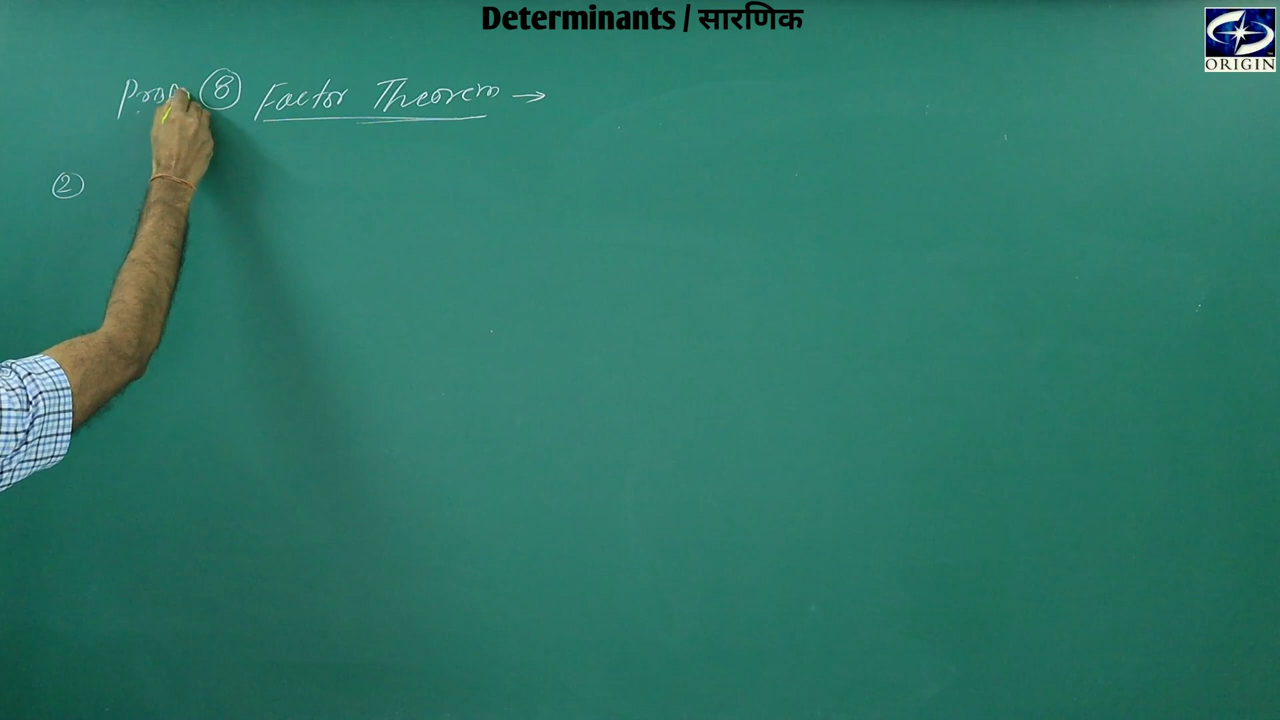 Determinants / सारणिक
ORIGIN
Prop ⑧ Factor Theorem →
②